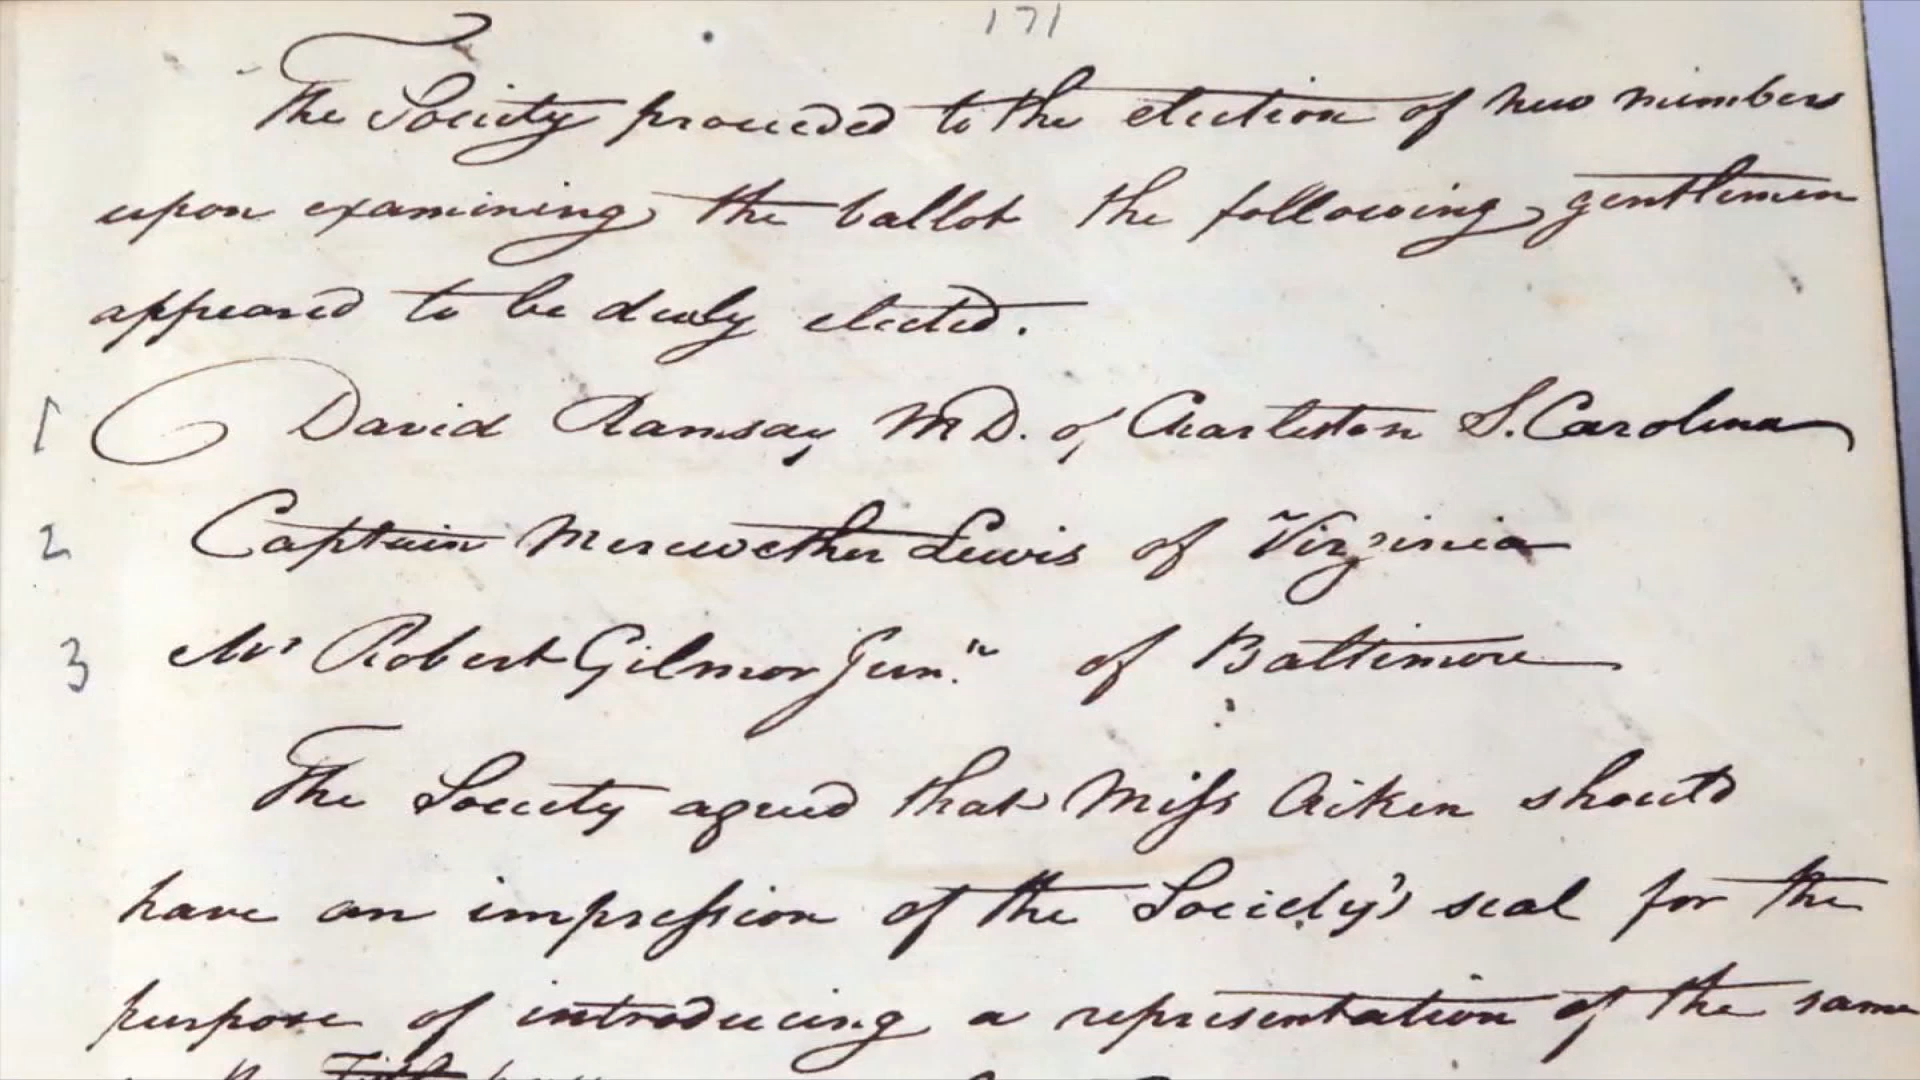 171
The Society proceeded to the election of new members
upon examining the ballot the following gentlemen
appeared to be duly elected.
1 David Ramsay MD. of Charleston S. Carolina
2 Captain Merewether Lewis of Virginia
3 Mr Robert Gilmor Junr of Baltimore
The Society agreed that Miss Aitken should
have an impression of the Society's seal for the
purpose of introducing a representation of the same